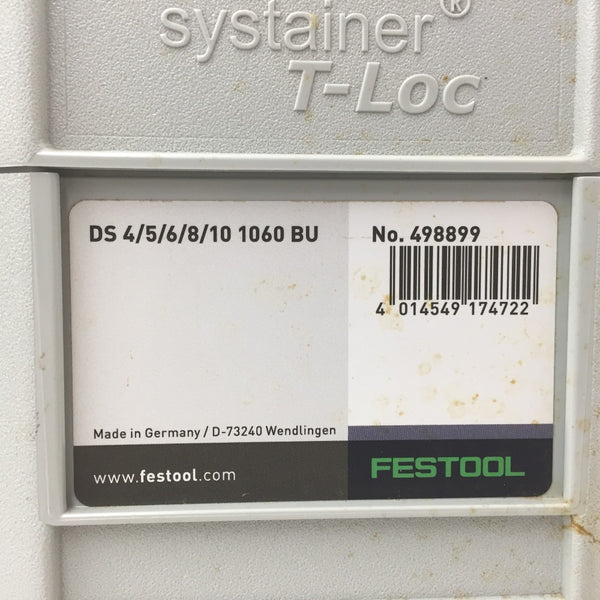 systainer®
T-Loc
DS 4/5/6/8/10 1060 BU
No. 498899
4 014549 174722
Made in Germany / D-73240 Wendlingen
www.festool.com
FESTOOL